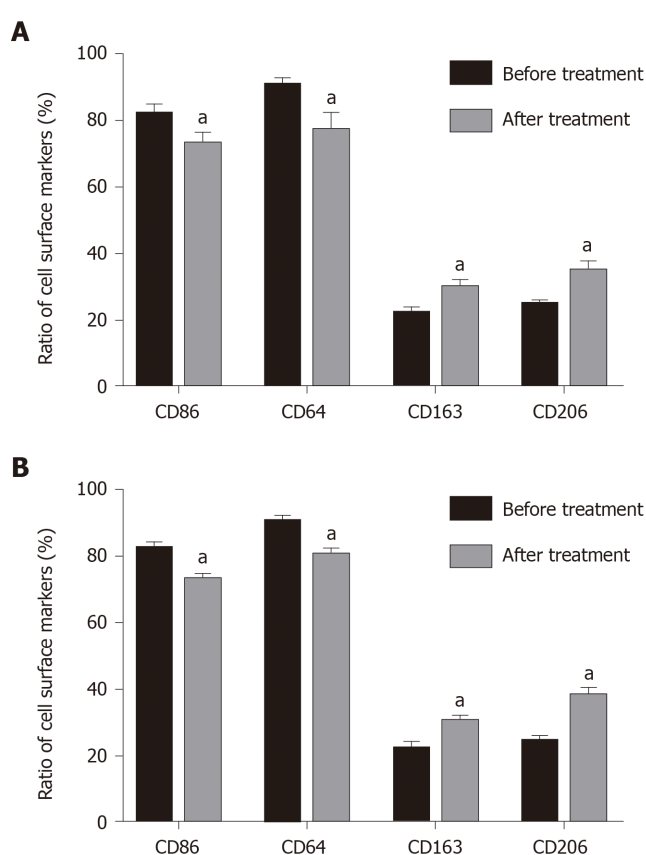 A
Ratio of cell surface markers (%)
100
80
60
40
20
0
Before treatment
After treatment
a
a
a
a
CD86 CD64 CD163 CD206
B
Ratio of cell surface markers (%)
100
80
60
40
20
0
Before treatment
After treatment
a
a
a
a
CD86 CD64 CD163 CD206